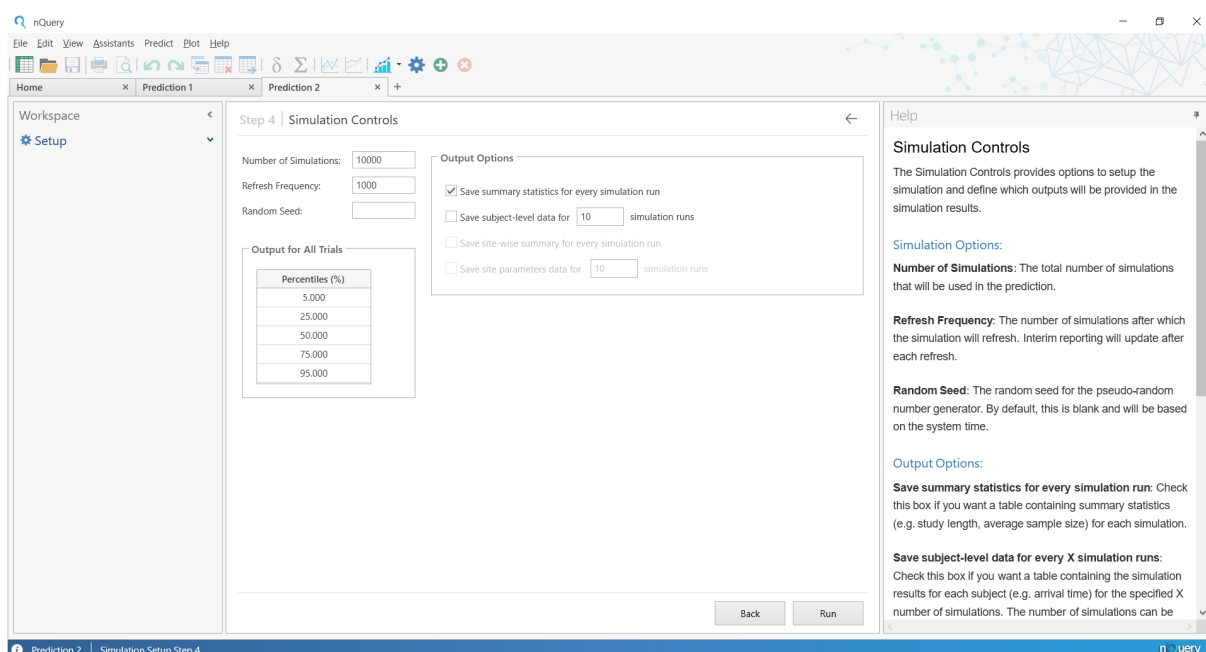 nQuery
File Edit View Assistants Predict Plot Help
Home × Prediction 1 × Prediction 2 × +
Workspace
Setup
Step 4 | Simulation Controls
Number of Simulations: 10000
Refresh Frequency: 1000
Random Seed:
Output for All Trials
Percentiles (%)
5.000
25.000
50.000
75.000
95.000
Output Options
Save summary statistics for every simulation run
Save subject-level data for 10 simulation runs
Save site-wise summary for every simulation run
Save site parameters data for 10 simulation runs
Back Run
Help
Simulation Controls
The Simulation Controls provides options to setup the
simulation and define which outputs will be provided in the
simulation results.
Simulation Options:
Number of Simulations: The total number of simulations
that will be used in the prediction.
Refresh Frequency: The number of simulations after which
the simulation will refresh. Interim reporting will update after
each refresh.
Random Seed: The random seed for the pseudo-random
number generator. By default, this is blank and will be based
on the system time.
Output Options:
Save summary statistics for every simulation run: Check
this box if you want a table containing summary statistics
(e.g. study length, average sample size) for each simulation.
Save subject-level data for every X simulation runs:
Check this box if you want a table containing the simulation
results for each subject (e.g. arrival time) for the specified X
number of simulations. The number of simulations can be
Prediction 2 | Simulation Setup Step 4
nQuery